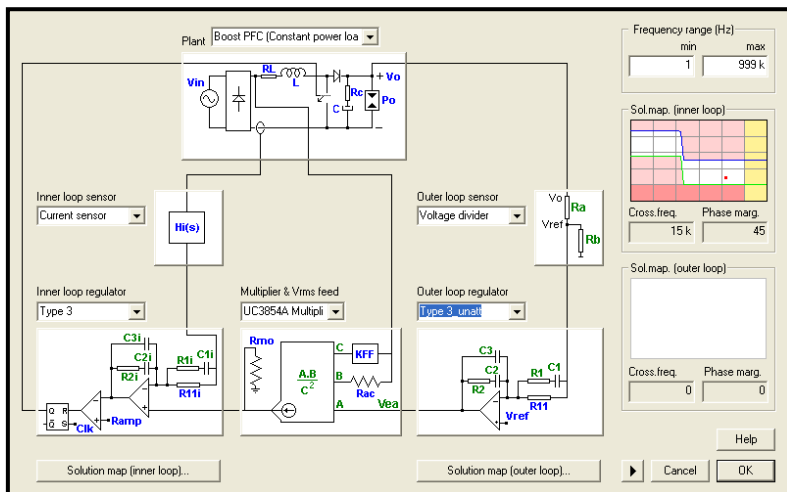 Plant
Boost PFC (Constant power loa
Frequency range (Hz)
min
max
1
999 k
Vin
RL
L
Rc
C
+ Vo
Po
−
Sol.map. (inner loop)
Cross.freq.
Phase marg.
15 k
45
Inner loop sensor
Current sensor
Hi(s)
Outer loop sensor
Voltage divider
Vo
Ra
Vref
Rb
Sol.map. (outer loop)
Cross.freq.
Phase marg.
0
0
Inner loop regulator
Type 3
Multiplier & Vrms feed
UC3854A Multipli
Outer loop regulator
Type 3_unatt
C3i
C2i
R2i
R1i
C1i
R11i
Q R
Q S
Clk
Ramp
Rmo
A.B
C²
C
B
A
KFF
Rac
Vea
C3
C2
R2
R1
C1
R11
Vref
Help
Solution map (inner loop)...
Solution map (outer loop)...
Cancel
OK